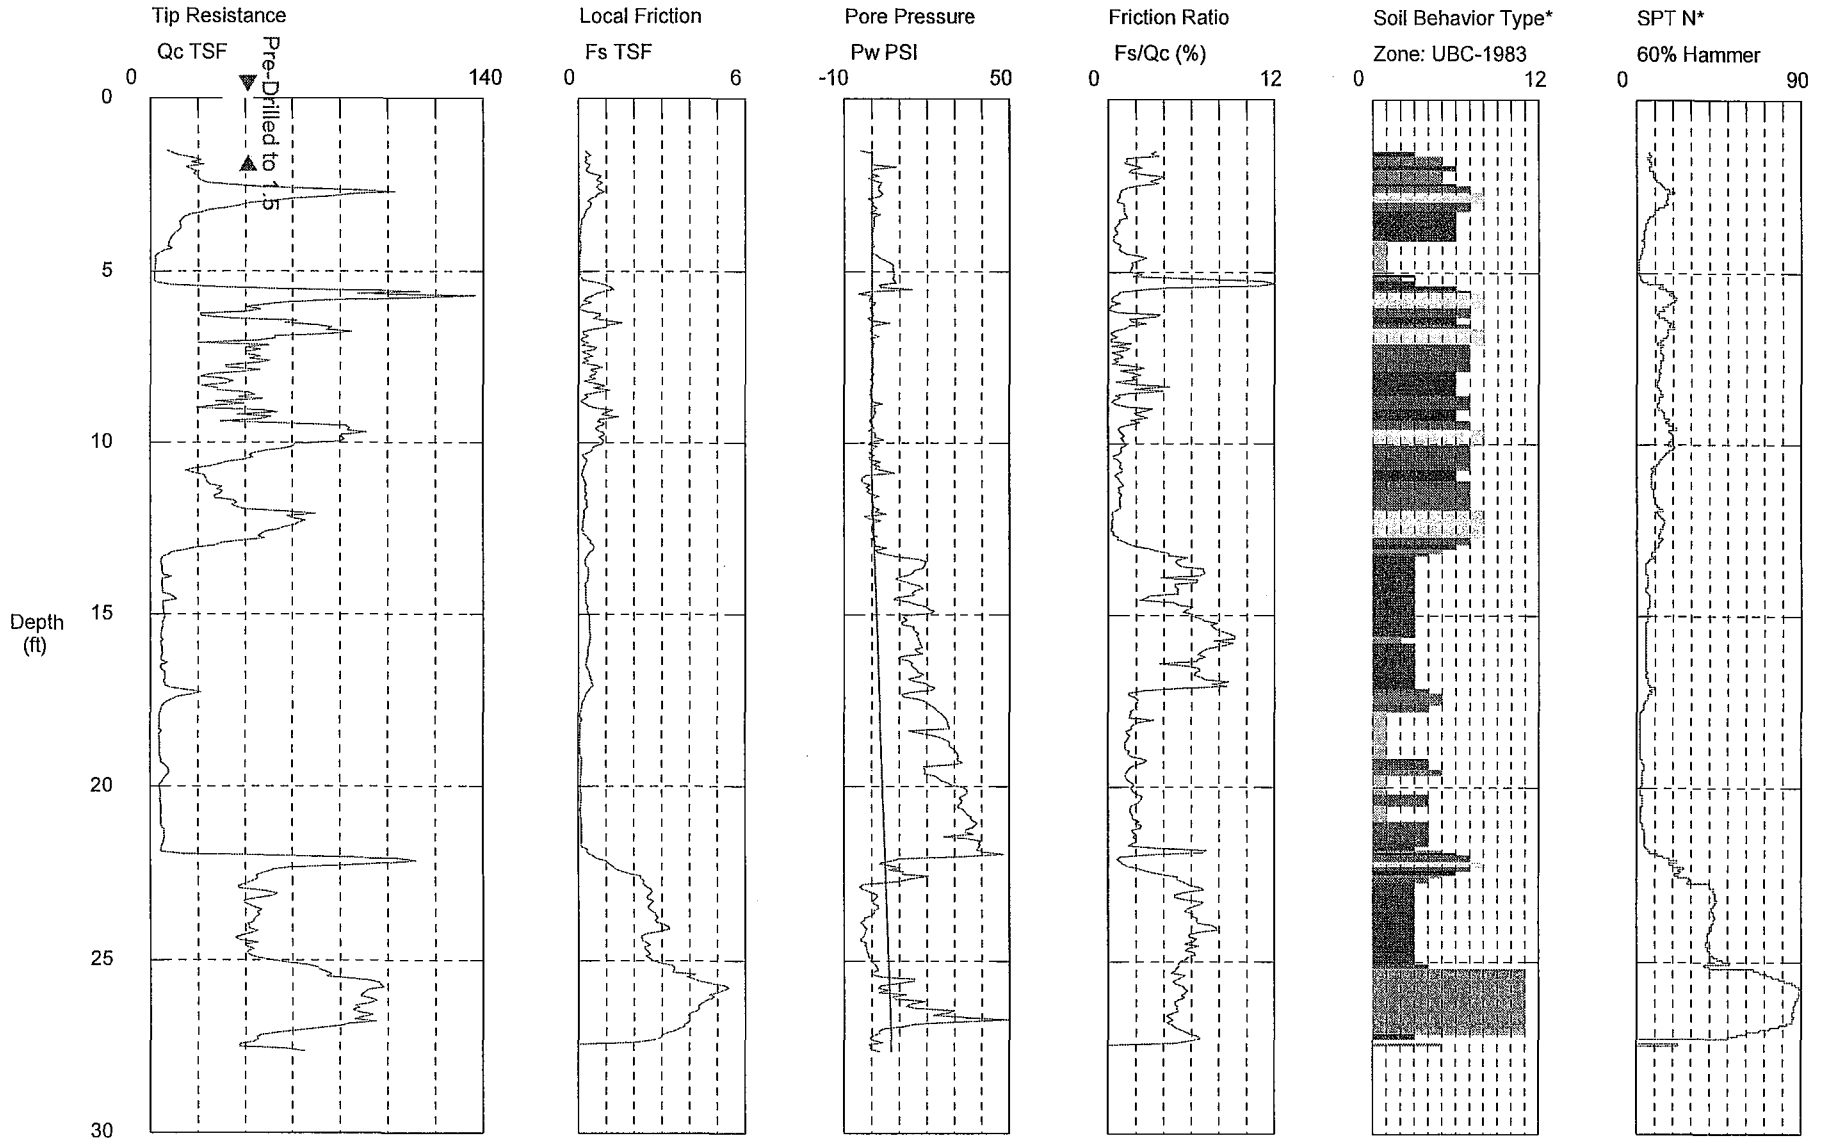 Tip Resistance
Qc TSF
0 140
Pre-Drilled to 1.5
Local Friction
Fs TSF
0 6
Pore Pressure
Pw PSI
-10 50
Friction Ratio
Fs/Qc (%)
0 12
Soil Behavior Type*
Zone: UBC-1983
0 12
SPT N*
60% Hammer
0 90
0
5
10
15
20
25
30
Depth
(ft)